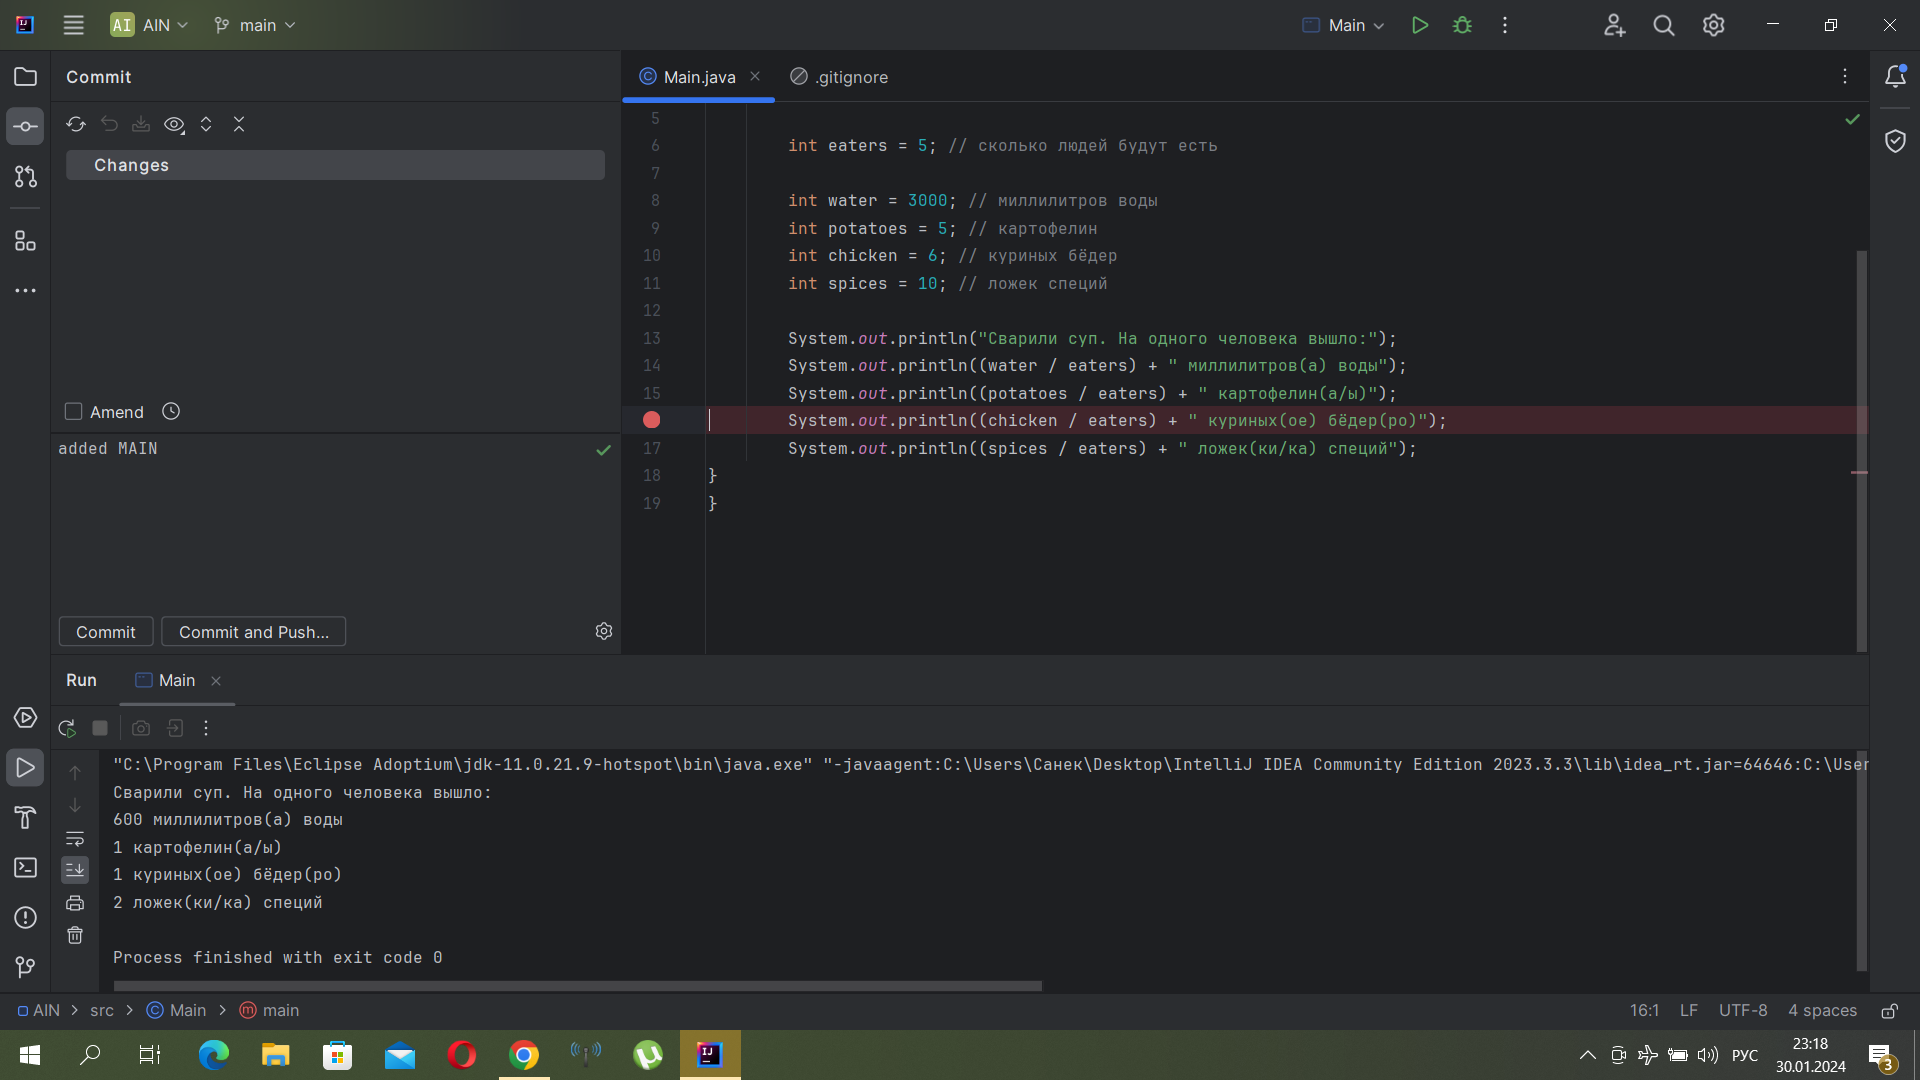 AI AIN main Main
Commit
Main.java .gitignore
Changes
5
6 int eaters = 5; // сколько людей будут есть
7
8 int water = 3000; // миллилитров воды
9 int potatoes = 5; // картофелин
10 int chicken = 6; // куриных бёдер
11 int spices = 10; // ложек специй
12
13 System.out.println("Сварили суп. На одного человека вышло:");
14 System.out.println((water / eaters) + " миллилитров(а) воды");
15 System.out.println((potatoes / eaters) + " картофелин(а/ы)");
System.out.println((chicken / eaters) + " куриных(ое) бёдер(ро)");
17 System.out.println((spices / eaters) + " ложек(ки/ка) специй");
18 }
19 }
Amend
added MAIN
Commit Commit and Push...
Run Main
"C:\Program Files\Eclipse Adoptium\jdk-11.0.21.9-hotspot\bin\java.exe" "-javaagent:C:\Users\Санек\Desktop\IntelliJ IDEA Community Edition 2023.3.3\lib\idea_rt.jar=64646:C:\User
Сварили суп. На одного человека вышло:
600 миллилитров(а) воды
1 картофелин(а/ы)
1 куриных(ое) бёдер(ро)
2 ложек(ки/ка) специй
Process finished with exit code 0
AIN > src > Main > main 16:1 LF UTF-8 4 spaces
РУС 23:18
30.01.2024
3